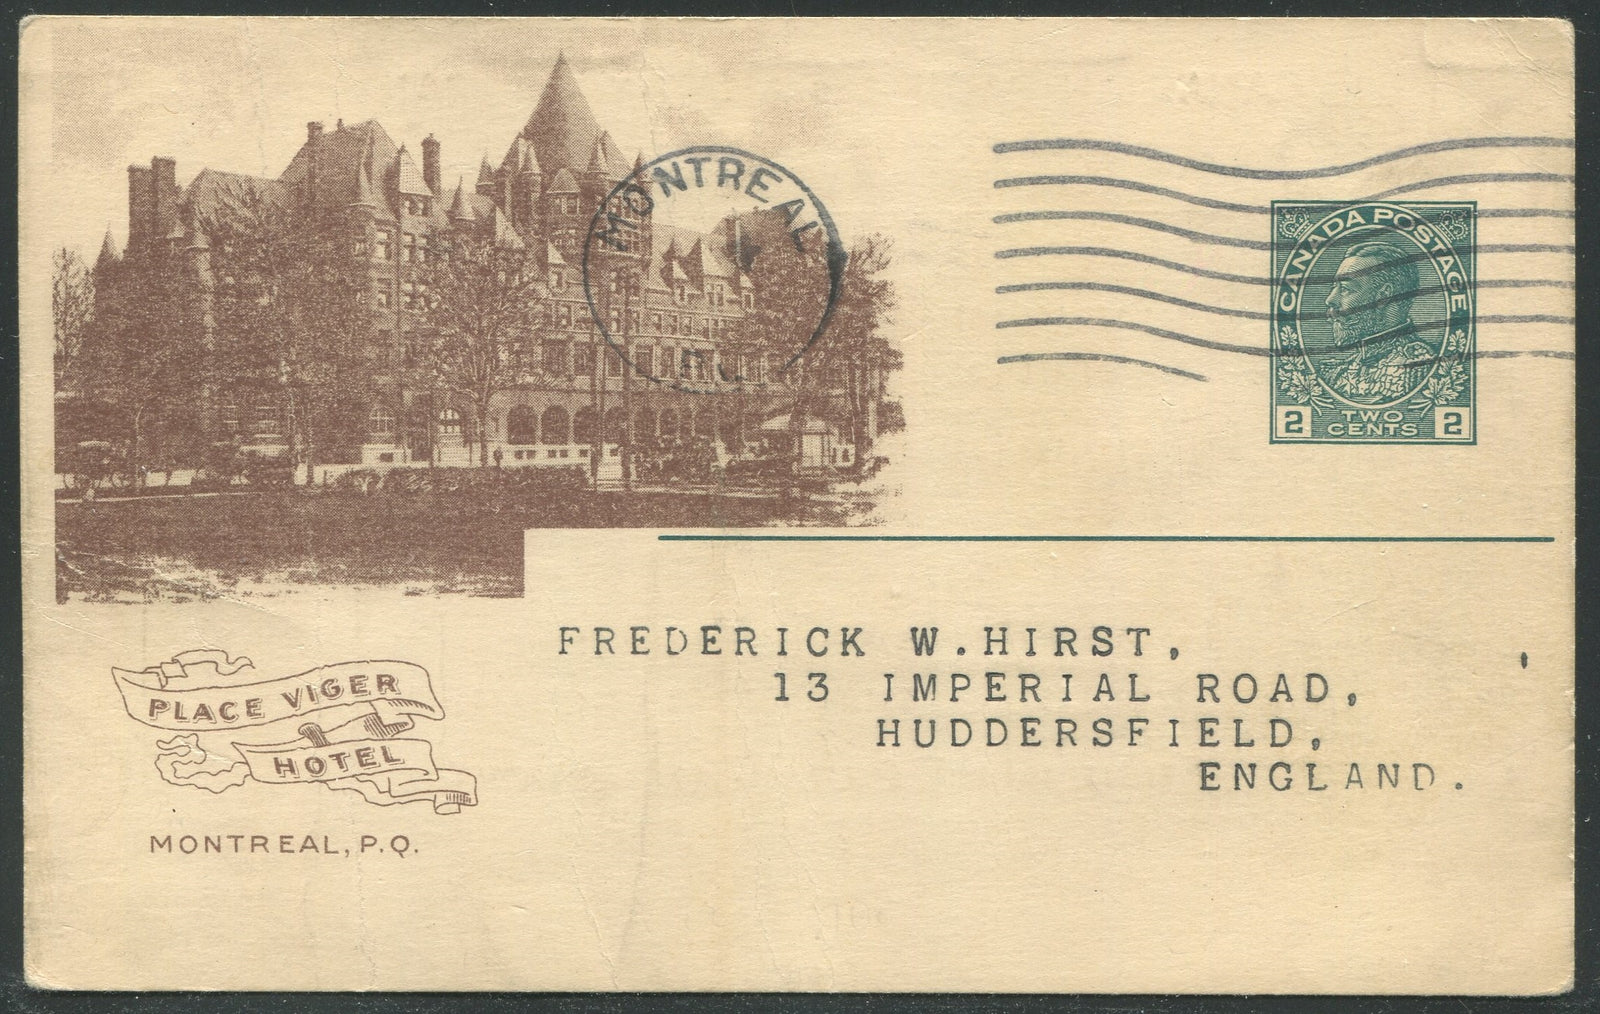 MONTREAL
P.Q.
CANADA POSTAGE
2 TWO CENTS 2
FREDERICK W.HIRST,
13 IMPERIAL ROAD,
HUDDERSFIELD,
ENGLAND.
PLACE VIGER
HOTEL
MONTREAL, P.Q.